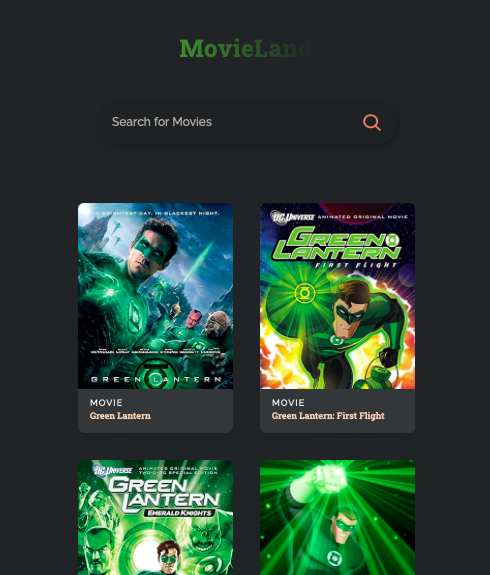 MovieLand
Search for Movies
IN BRIGHTEST DAY, IN BLACKEST NIGHT.
GREEN LANTERN
MOVIE
Green Lantern
DC UNIVERSE ANIMATED ORIGINAL MOVIE
GREEN LANTERN
FIRST FLIGHT
MOVIE
Green Lantern: First Flight
DC UNIVERSE ANIMATED ORIGINAL MOVIE
TWO-DISC SPECIAL EDITION
GREEN LANTERN
EMERALD KNIGHTS